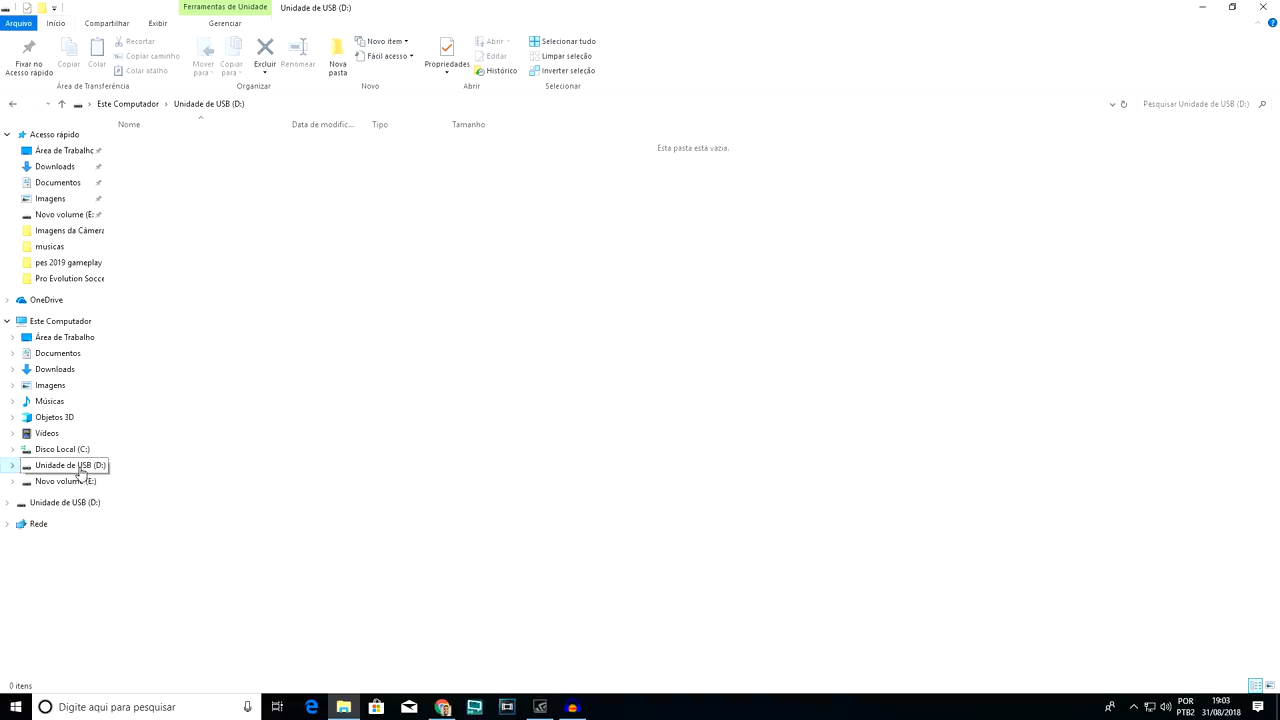 Ferramentas de Unidade
Unidade de USB (D:)
Arquivo
Início
Compartilhar
Exibir
Gerenciar
Fixar no
Acesso rápido
Copiar
Colar
Recortar
Copiar caminho
Colar atalho
Mover
para
Copiar
para
Excluir
Renomear
Nova
pasta
Novo item
Fácil acesso
Propriedades
Abrir
Editar
Histórico
Selecionar tudo
Limpar seleção
Inverter seleção
Área de Transferência
Organizar
Novo
Abrir
Selecionar
Este Computador
Unidade de USB (D:)
Pesquisar Unidade de USB (D:)
Nome
Data de modific...
Tipo
Tamanho
Esta pasta esta vazia.
Acesso rápido
Área de Trabalho
Downloads
Documentos
Imagens
Novo volume (E:
Imagens da Câmera
musicas
pes 2019 gameplay
Pro Evolution Socce
OneDrive
Este Computador
Área de Trabalho
Documentos
Downloads
Imagens
Músicas
Objetos 3D
Vídeos
Disco Local (C:)
Unidade de USB (D:)
Novo volume (E:)
Unidade de USB (D:)
Rede
0 itens
Digite aqui para pesquisar
POR
PTB2
19:03
31/08/2018